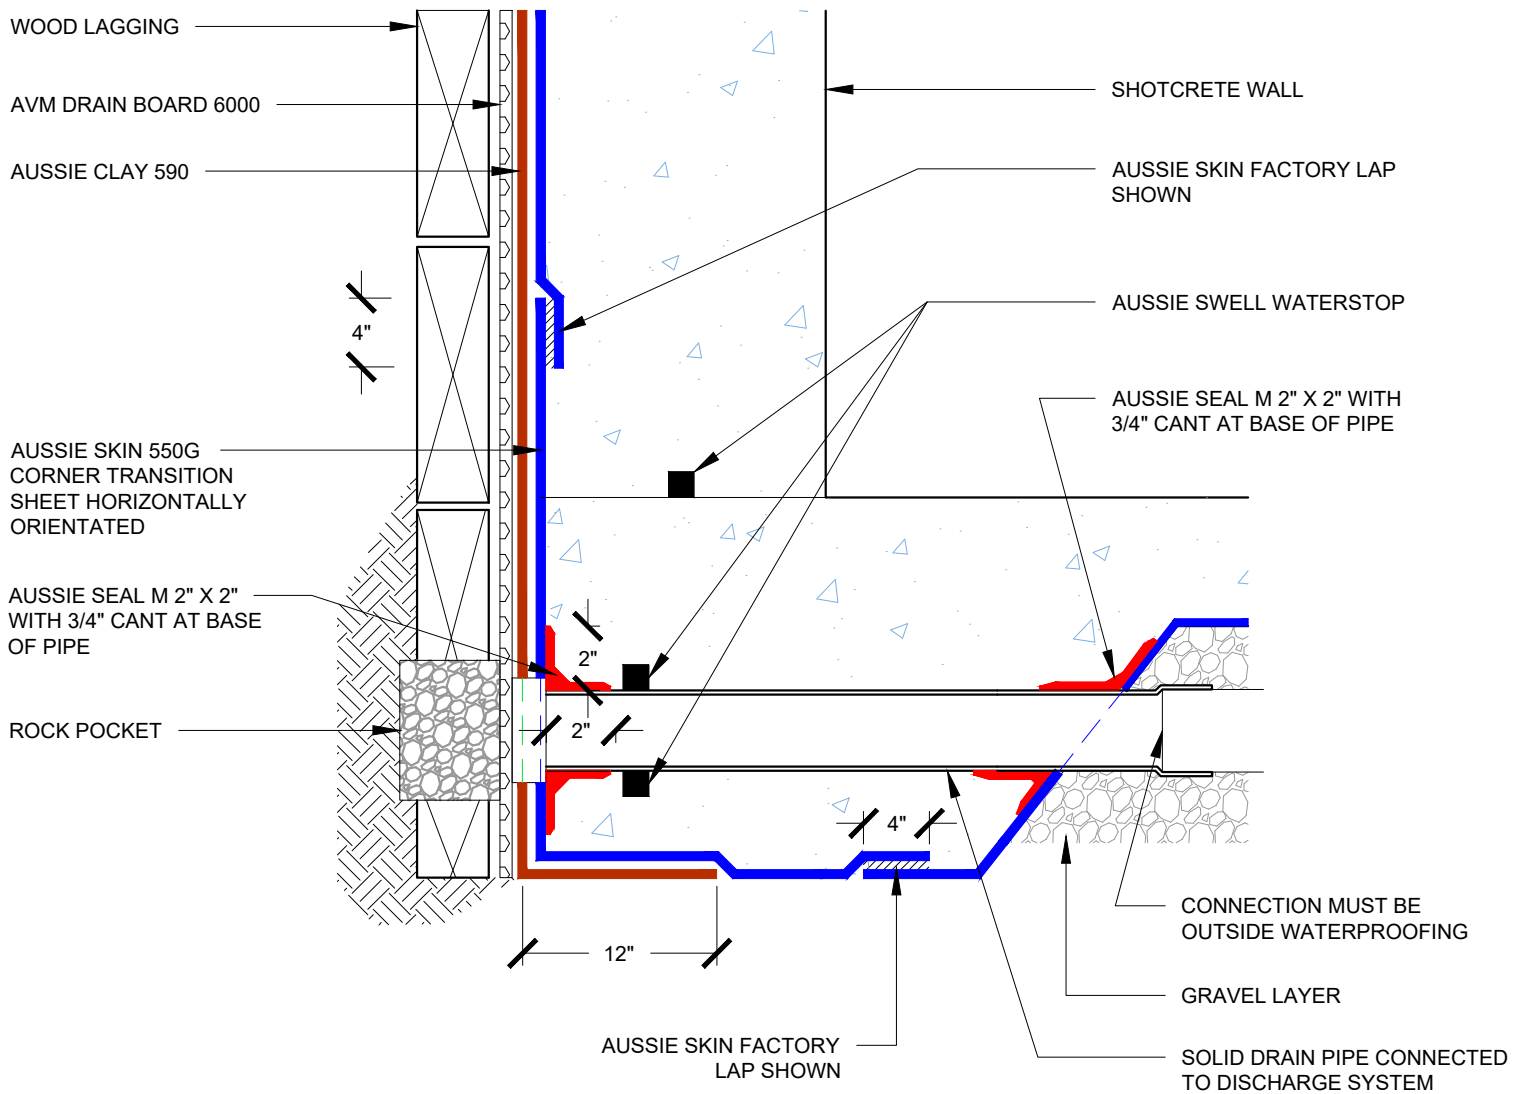 WOOD LAGGING
AVM DRAIN BOARD 6000
AUSSIE CLAY 590
4"
AUSSIE SKIN 550G
CORNER TRANSITION
SHEET HORIZONTALLY
ORIENTATED
AUSSIE SEAL M 2" X 2"
WITH 3/4" CANT AT BASE
OF PIPE
ROCK POCKET
2"
2"
4"
12"
AUSSIE SKIN FACTORY
LAP SHOWN
SHOTCRETE WALL
AUSSIE SKIN FACTORY LAP
SHOWN
AUSSIE SWELL WATERSTOP
AUSSIE SEAL M 2" X 2" WITH
3/4" CANT AT BASE OF PIPE
CONNECTION MUST BE
OUTSIDE WATERPROOFING
GRAVEL LAYER
SOLID DRAIN PIPE CONNECTED
TO DISCHARGE SYSTEM